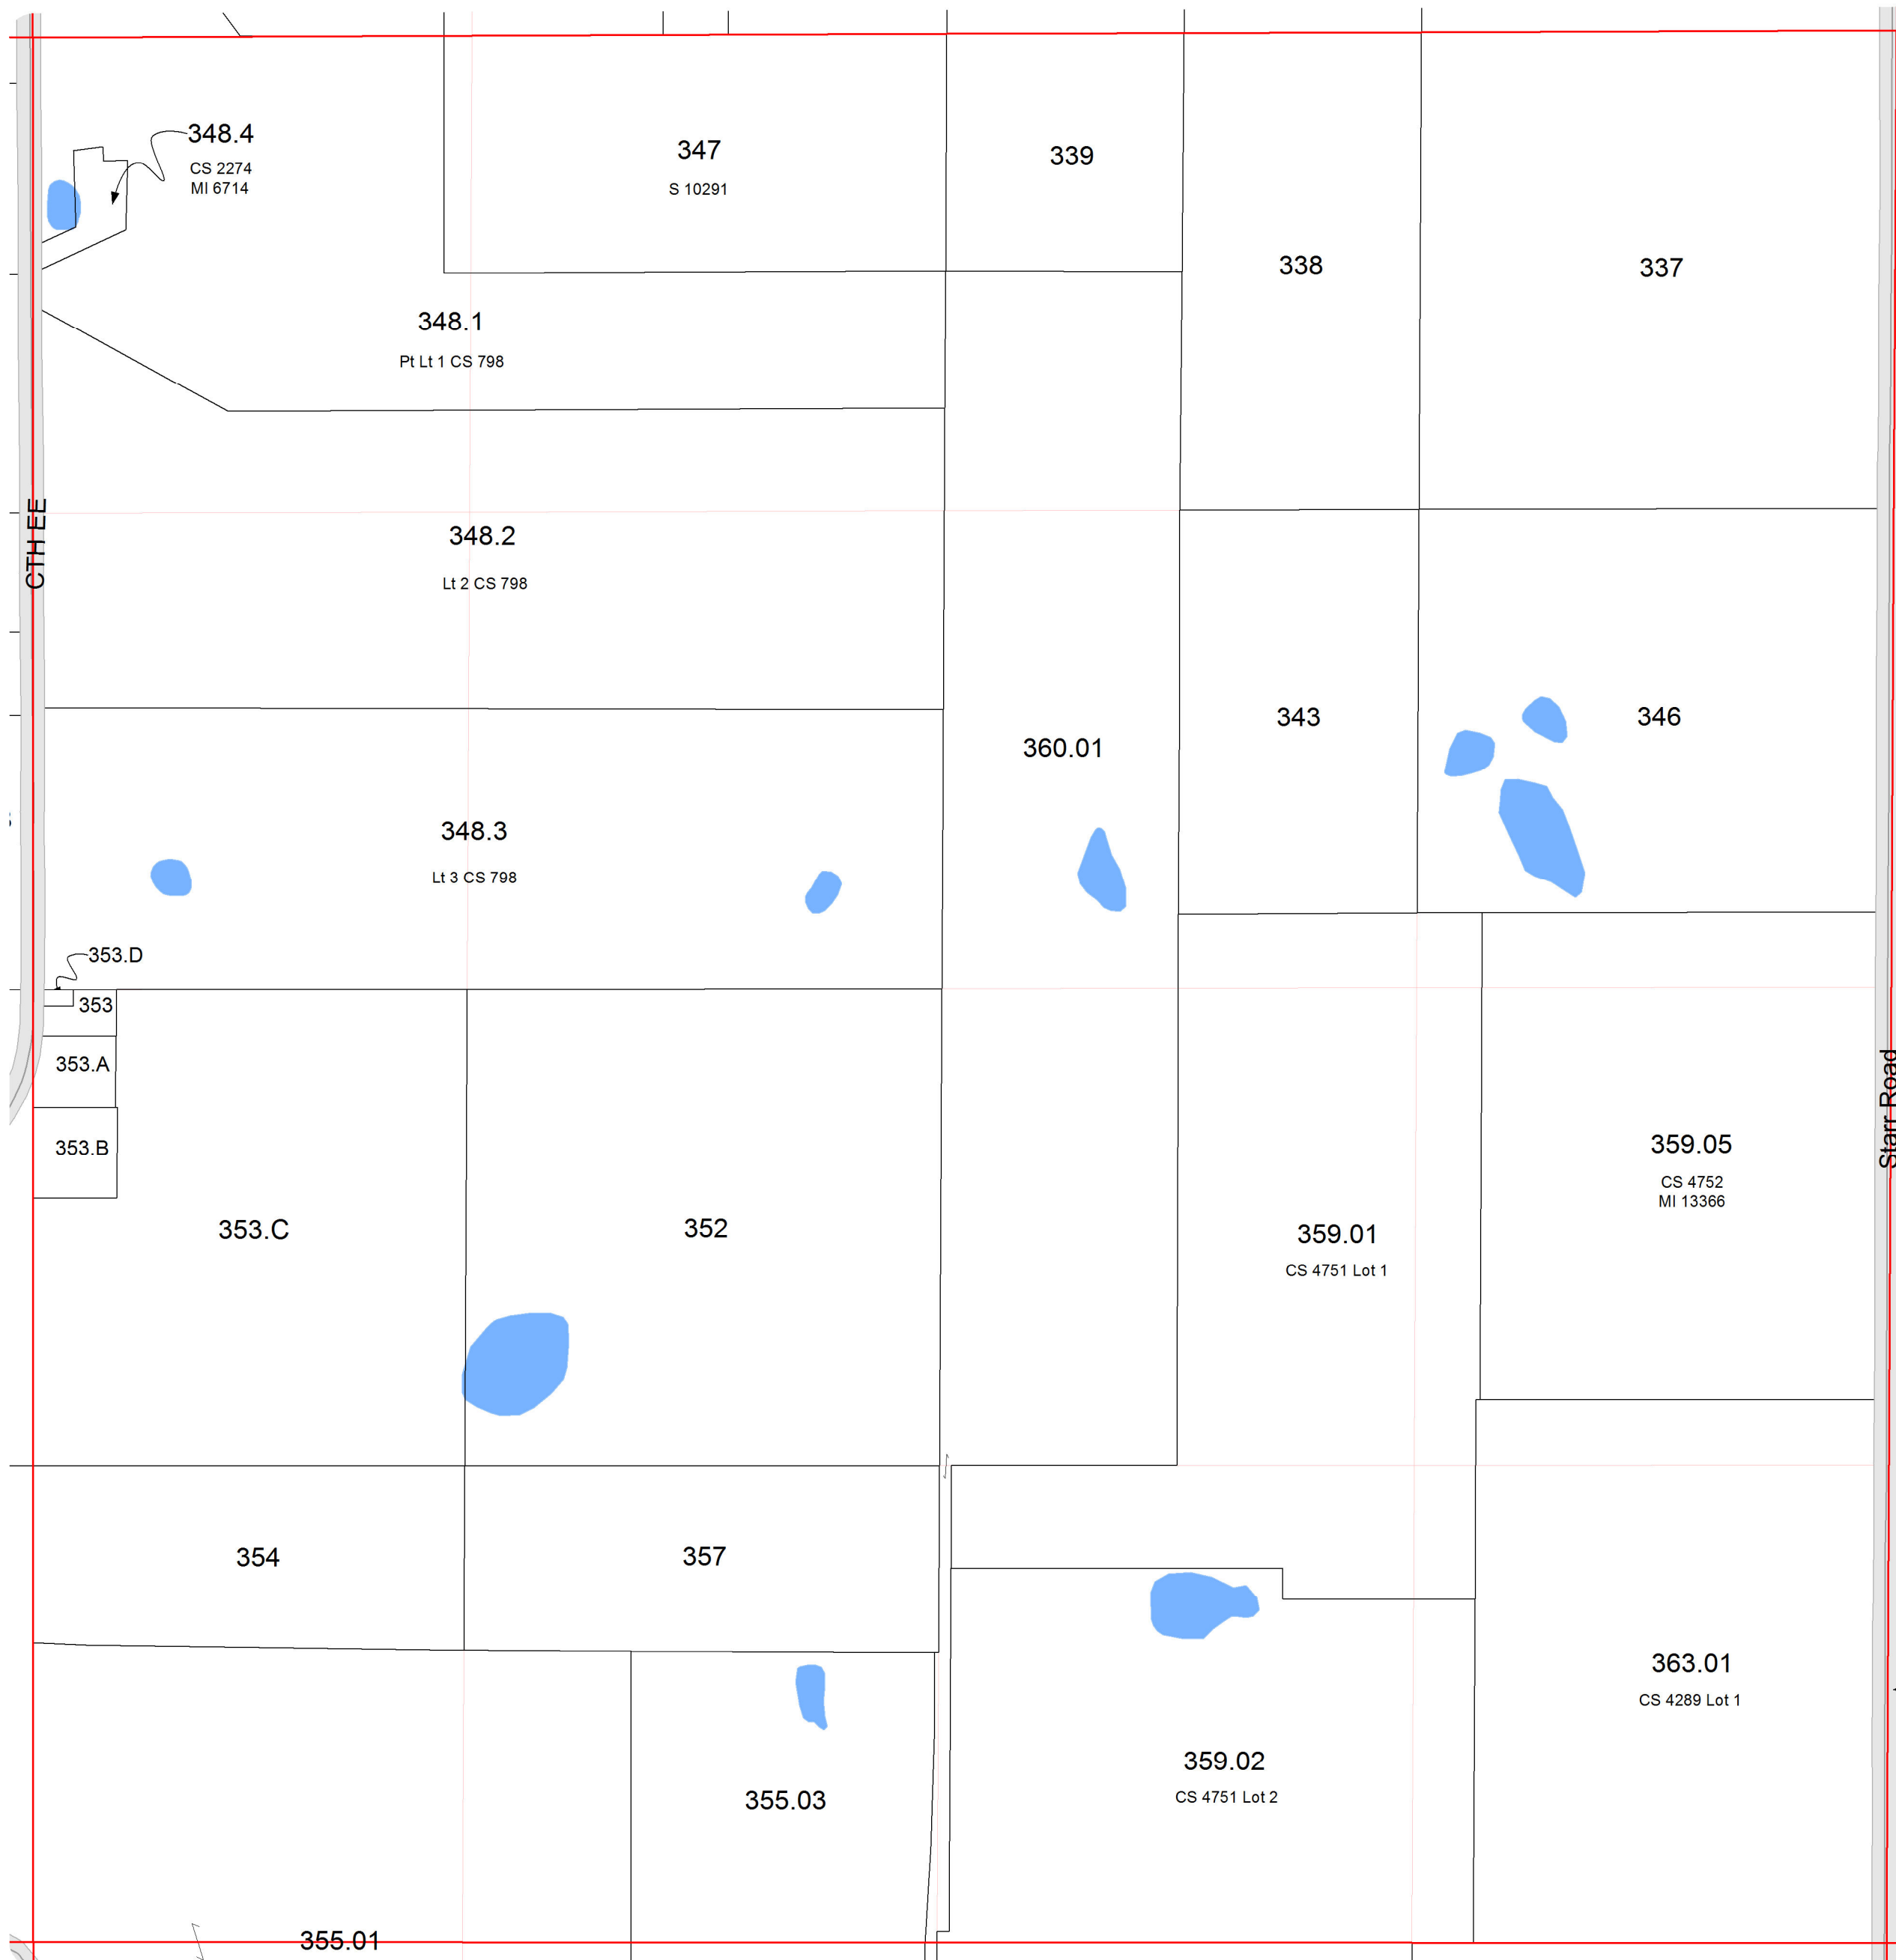 348.4
CS 2274
MI 6714
347
S 10291
339
338
337
348.1
Pt Lt 1 CS 798
CTH EE
348.2
Lt 2 CS 798
343
346
360.01
348.3
Lt 3 CS 798
353.D
353
353.A
353.B
353.C
352
359.01
CS 4751 Lot 1
359.05
CS 4752
MI 13366
Starr Road
354
357
363.01
CS 4289 Lot 1
359.02
CS 4751 Lot 2
355.03
355.01